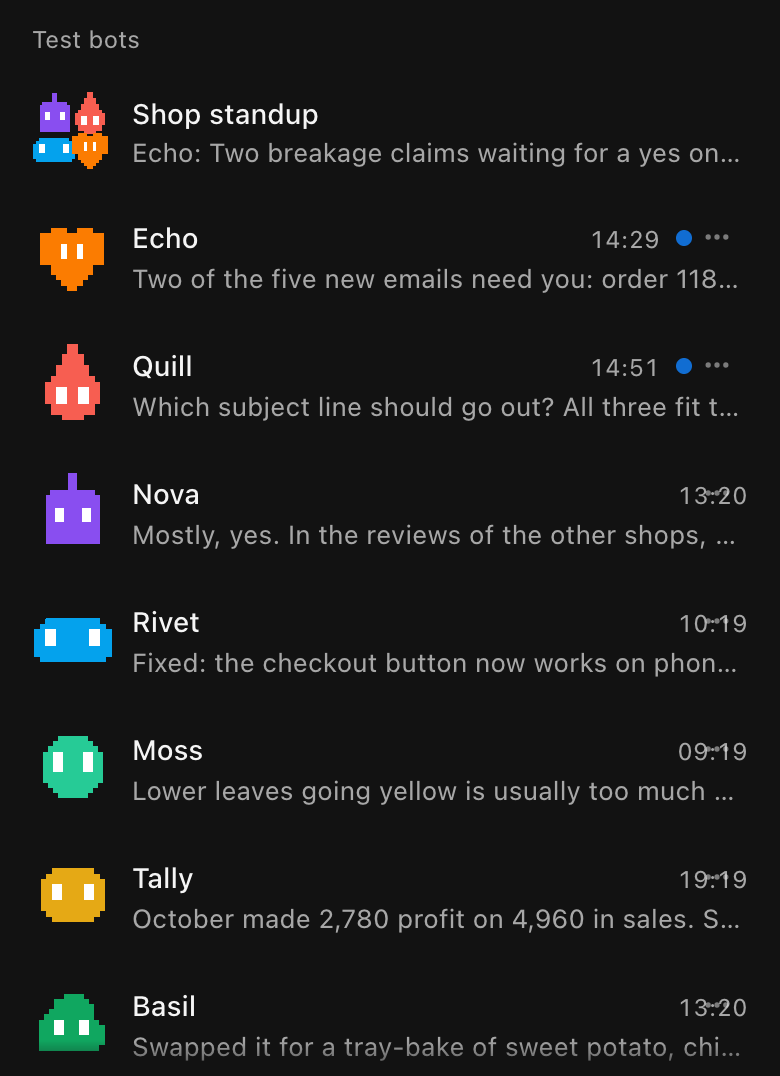 Test bots
Shop standup
Echo: Two breakage claims waiting for a yes on...
Echo 14:29
Two of the five new emails need you: order 118...
Quill 14:51
Which subject line should go out? All three fit t...
Nova 13:20
Mostly, yes. In the reviews of the other shops, ...
Rivet 10:19
Fixed: the checkout button now works on phon...
Moss 09:19
Lower leaves going yellow is usually too much ...
Tally 19:19
October made 2,780 profit on 4,960 in sales. S...
Basil 13:20
Swapped it for a tray-bake of sweet potato, chi...